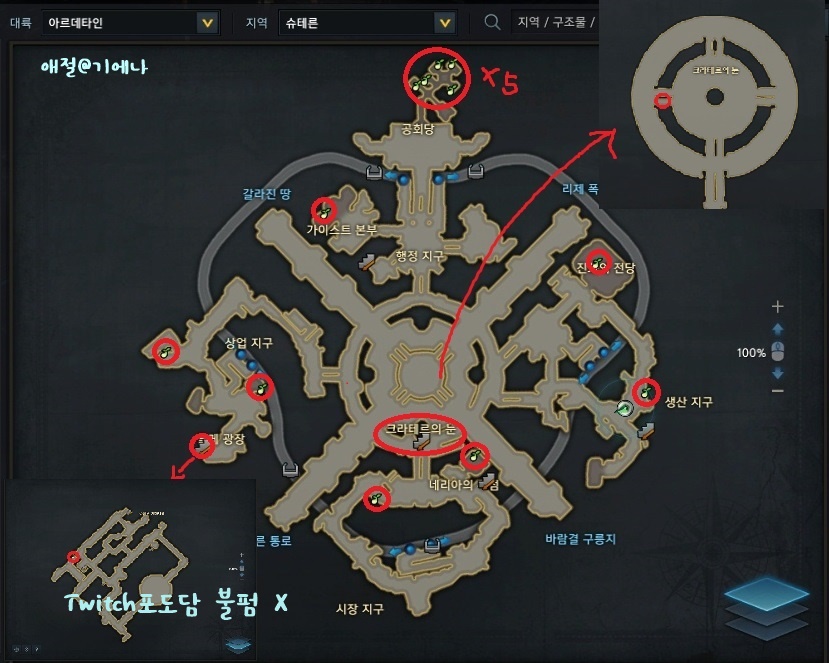 대륙 아르데타인 지역 슈테른 지역 / 구조물 /
애절@기에나
x5
크라테르의 눈
공회당
갈라진 땅
리제 폭
가이스트 본부
행정 지구
전당
상업 지구
100%
생산 지구
광장
크라테르의 눈
네리아의
른 통로
바람결 구릉지
Twitch포도담 불펌 X
시장 지구